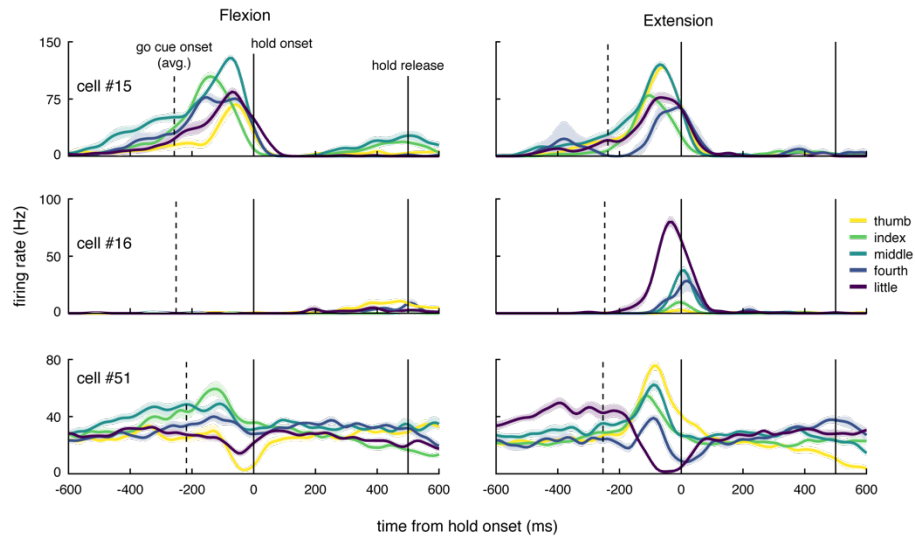 Flexion
Extension
150
75
0
cell #15
go cue onset
(avg.)
hold onset
hold release
100
50
0
cell #16
firing rate (Hz)
thumb
index
middle
fourth
little
80
40
0
cell #51
-600 -400 -200 0 200 400 600
-600 -400 -200 0 200 400 600
time from hold onset (ms)